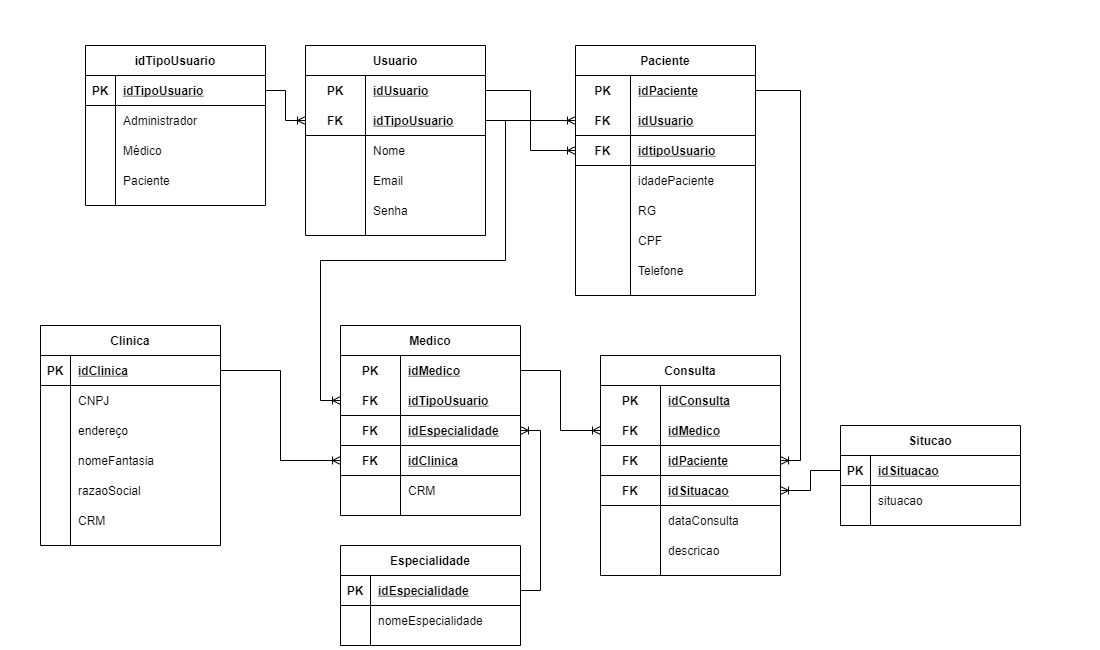 idTipoUsuario
PK idTipoUsuario
Administrador
Médico
Paciente
Usuario
PK idUsuario
FK idTipoUsuario
Nome
Email
Senha
Paciente
PK idPaciente
FK idUsuario
FK idtipoUsuario
idadePaciente
RG
CPF
Telefone
Clinica
PK idClinica
CNPJ
endereço
nomeFantasia
razaoSocial
CRM
Medico
PK idMedico
FK idTipoUsuario
FK idEspecialidade
FK idClinica
CRM
Consulta
PK idConsulta
FK idMedico
FK idPaciente
FK idSituacao
dataConsulta
descricao
Situcao
PK idSituacao
situacao
Especialidade
PK idEspecialidade
nomeEspecialidade